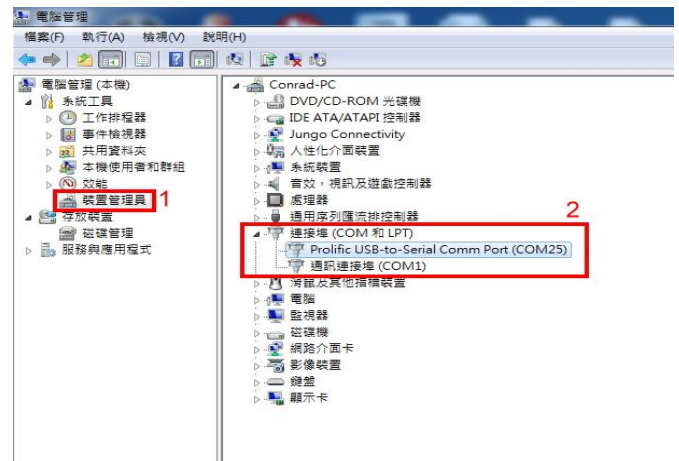 電腦管理
檔案(F) 執行(A) 檢視(V) 說明(H)
電腦管理 (本機)
系統工具
工作排程器
事件檢視器
共用資料夾
本機使用者和群組
效能
裝置管理員 1
存放裝置
磁碟管理
服務與應用程式
Conrad-PC
DVD/CD-ROM 光碟機
IDE ATA/ATAPI 控制器
Jungo Connectivity
人性化介面裝置
系統裝置
音效，視訊及遊戲控制器
處理器
通用序列匯流排控制器
2
連接埠 (COM 和 LPT)
Prolific USB-to-Serial Comm Port (COM25)
通訊連接埠 (COM1)
滑鼠及其他指標裝置
電腦
監視器
磁碟機
網路介面卡
影像裝置
鍵盤
顯示卡